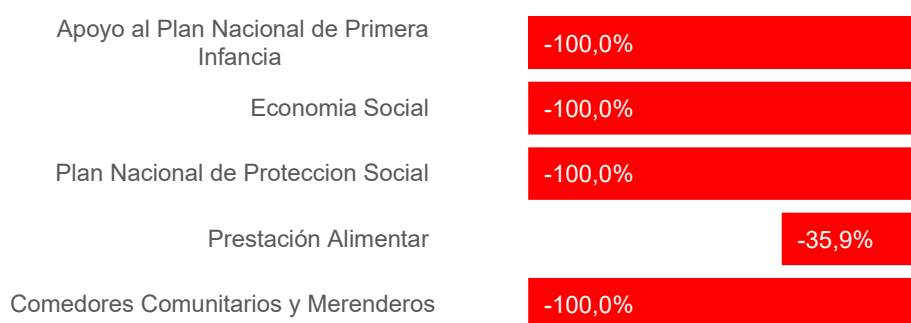 Apoyo al Plan Nacional de Primera
Infancia
-100,0%
Economia Social
-100,0%
Plan Nacional de Proteccion Social
-100,0%
Prestación Alimentar
-35,9%
Comedores Comunitarios y Merenderos
-100,0%